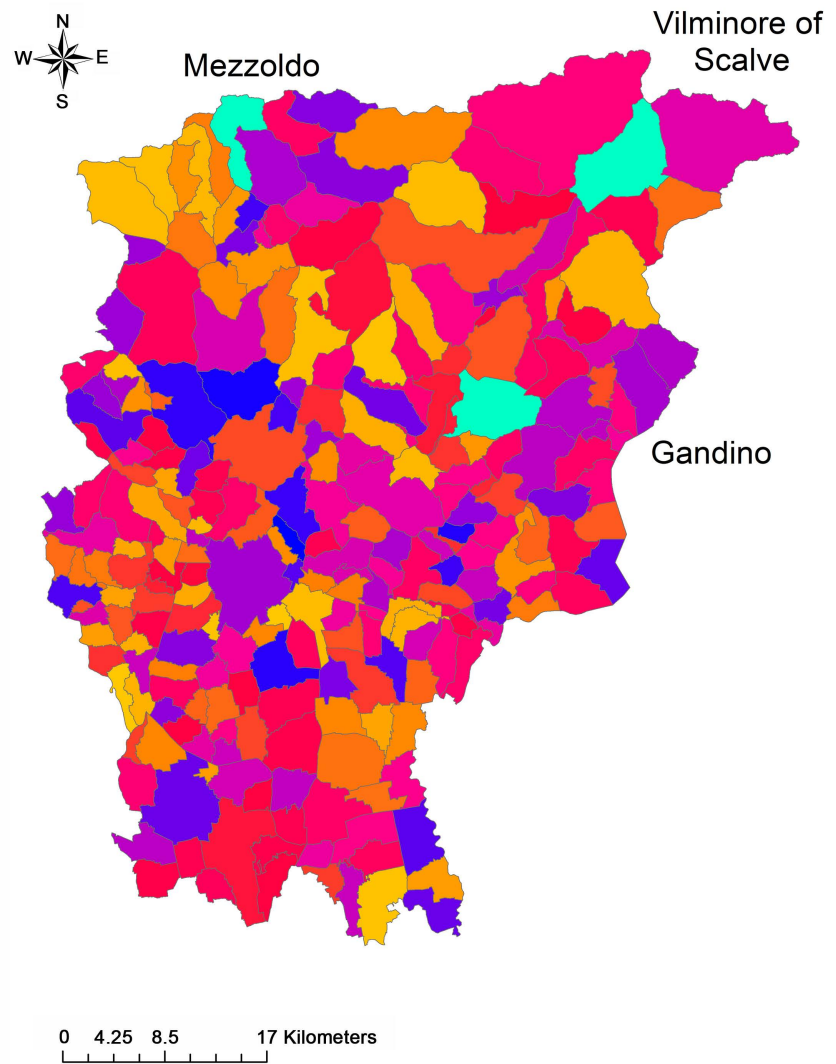 N
W E
S
Mezzoldo
Vilminore of
Scalve
Gandino
0 4.25 8.5 17 Kilometers